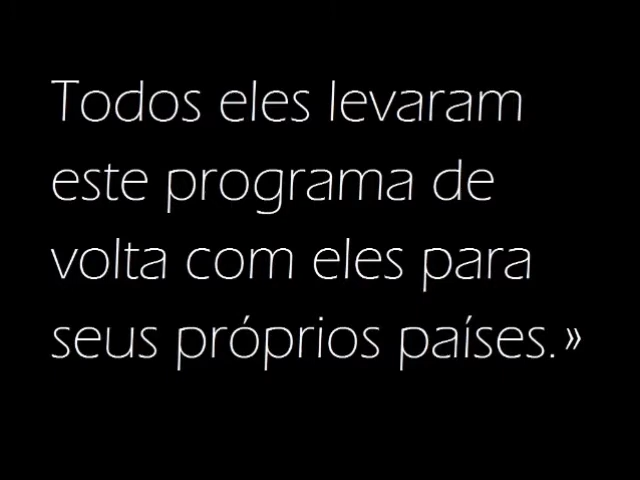 Todos eles levaram
este programa de
volta com eles para
seus próprios países.»